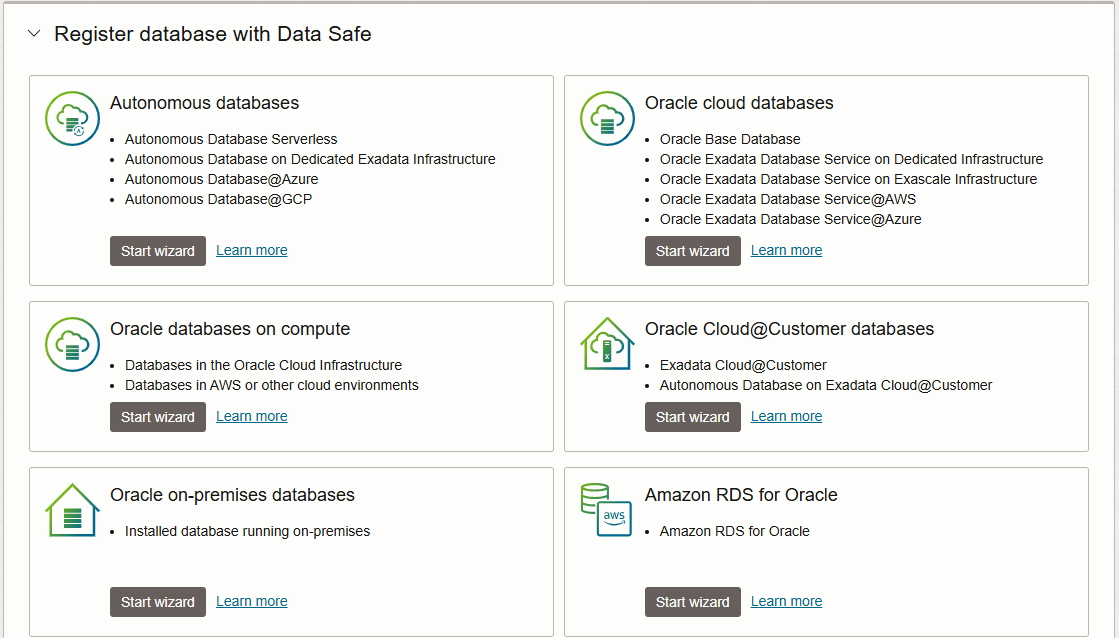 Register database with Data Safe
Autonomous databases
Autonomous Database Serverless
Autonomous Database on Dedicated Exadata Infrastructure
Autonomous Database@Azure
Autonomous Database@GCP
Start wizard Learn more
Oracle cloud databases
Oracle Base Database
Oracle Exadata Database Service on Dedicated Infrastructure
Oracle Exadata Database Service on Exascale Infrastructure
Oracle Exadata Database Service@AWS
Oracle Exadata Database Service@Azure
Start wizard Learn more
Oracle databases on compute
Databases in the Oracle Cloud Infrastructure
Databases in AWS or other cloud environments
Start wizard Learn more
Oracle Cloud@Customer databases
X
Exadata Cloud@Customer
Autonomous Database on Exadata Cloud@Customer
Start wizard Learn more
Oracle on-premises databases
Installed database running on-premises
Start wizard Learn more
Amazon RDS for Oracle
aws
Amazon RDS for Oracle
Start wizard Learn more